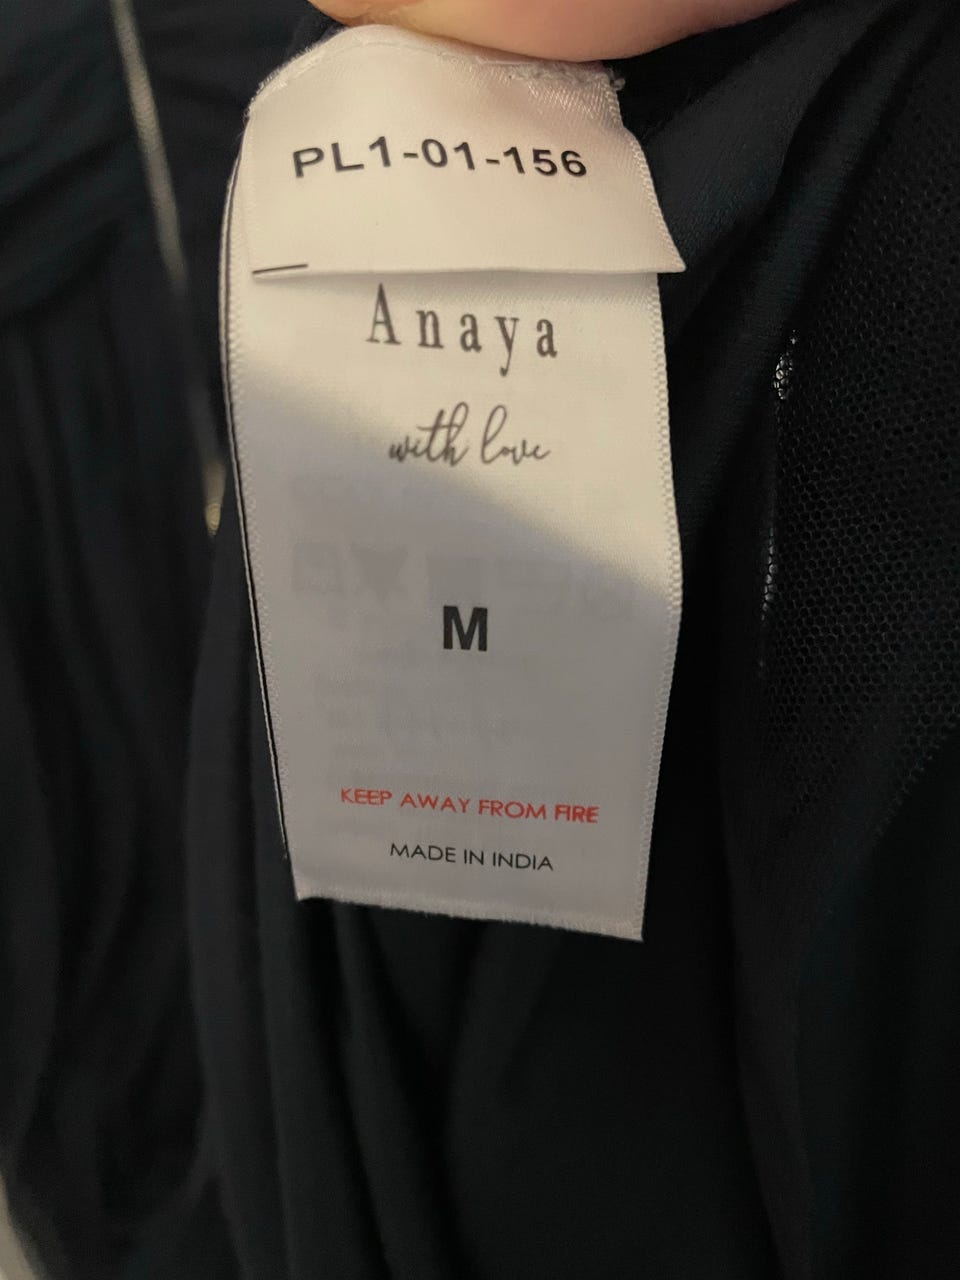 PL1-01-156
Anaya
with love
M
KEEP AWAY FROM FIRE
MADE IN INDIA